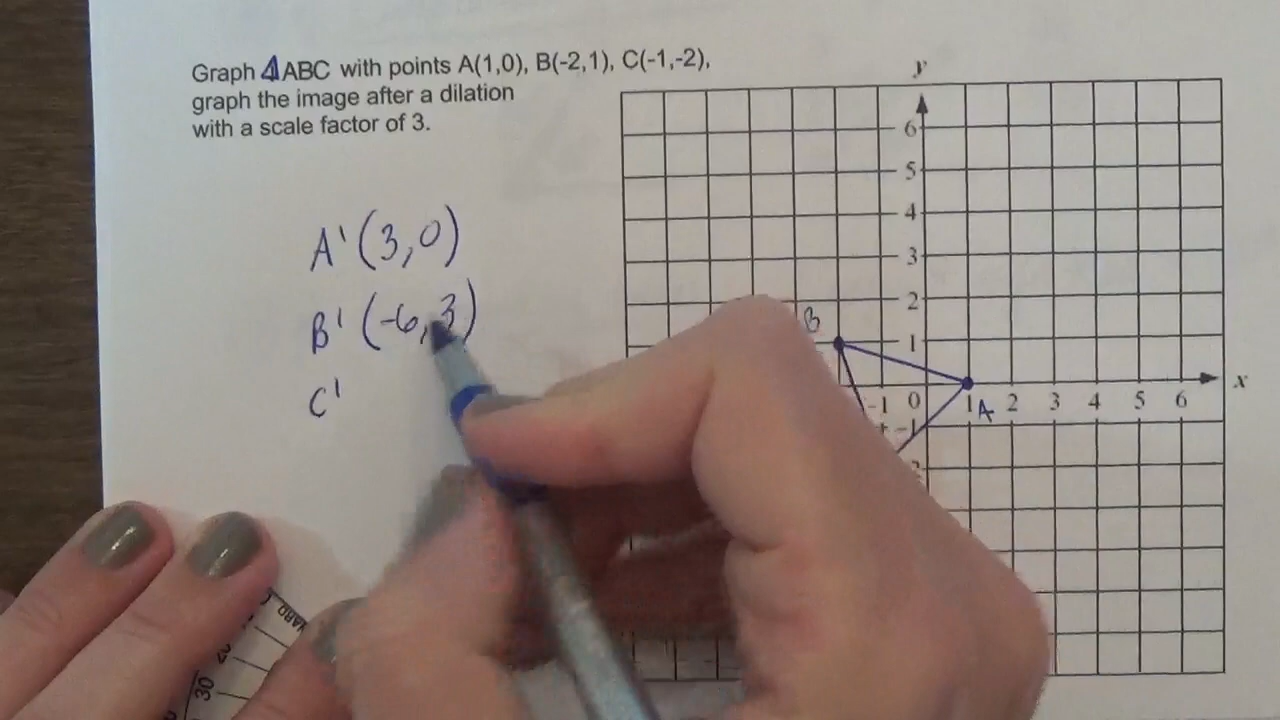 Graph ΔABC with points A(1,0), B(-2,1), C(-1,-2),
graph the image after a dilation
with a scale factor of 3.
A'(3,0)
B'(-6,3)
C'
y
6
5
4
3
2
B
1
x
-1 0 1 A 2 3 4 5 6
-1
30